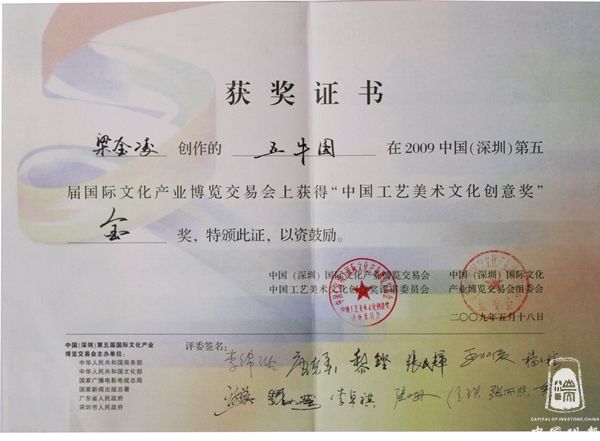 获奖证书
梁金凌 创作的 五牛图 在2009中国(深圳)第五
届国际文化产业博览交易会上获得“中国工艺美术文化创意奖”
金 奖,特颁此证,以资鼓励。
中国(深圳)国际文化产业博览交易会
中国工艺美术文化创意奖评审委员会
中国(深圳)国际文化
产业博览交易会组委会
二〇〇九年五月十八日
中国(深圳)第五届国际文化产业
博览交易会主办单位:
中华人民共和国商务部
中华人民共和国文化部
国家广播电影电视总局
国家新闻出版总署
广东省人民政府
深圳市人民政府
评委签名:
CAPITAL OF INKSTONE.CHINA
中国砚都